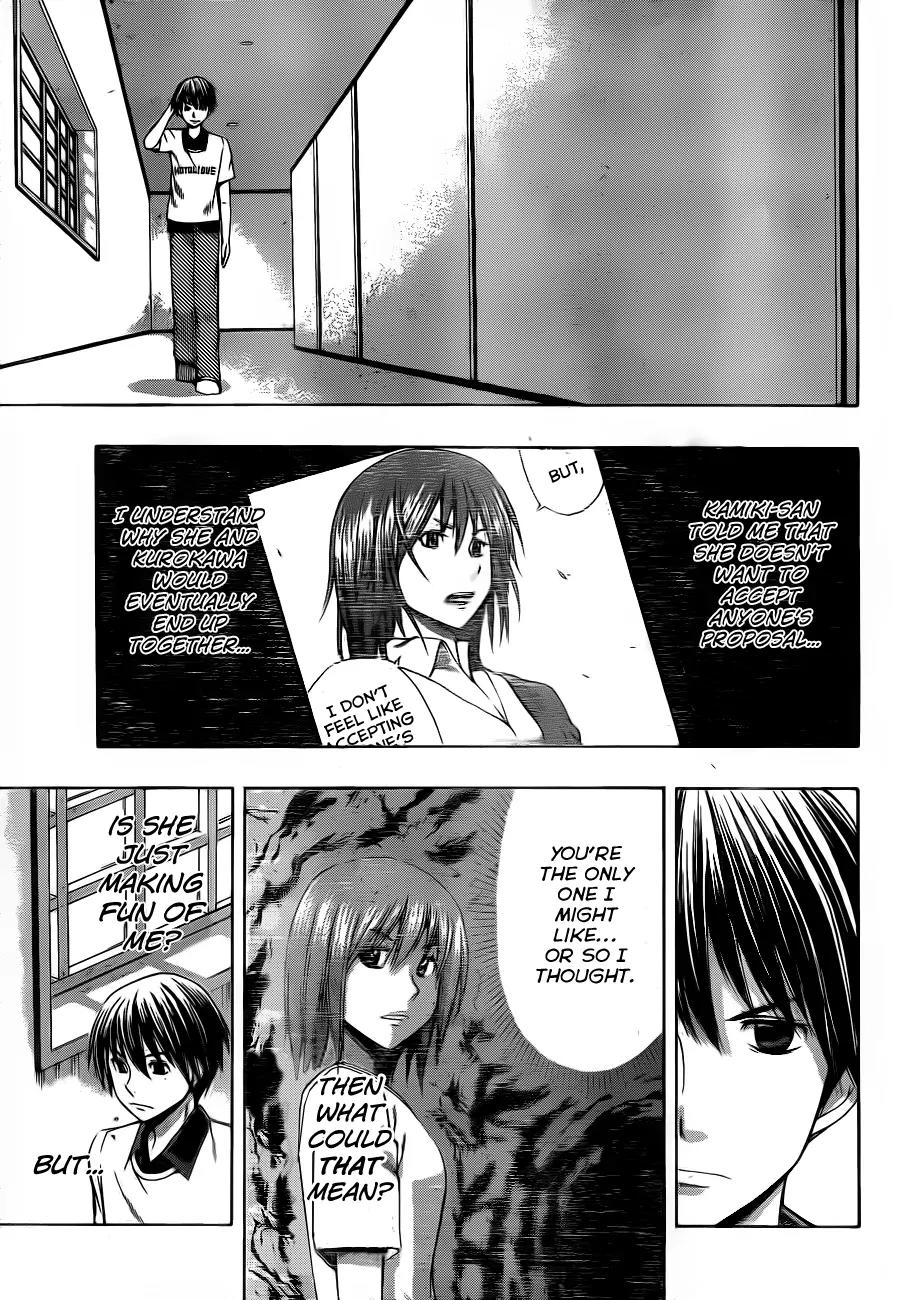 KAMIKI-SAN
TOLD ME THAT
SHE DOESN'T
WANT TO
ACCEPT
ANYONE'S
PROPOSAL...
BUT,
I DON'T
FEEL LIKE
ACCEPTING
I UNDERSTAND
WHY SHE AND
KUROKAWA
WOULD
EVENTUALLY
END UP
TOGETHER...
YOU'RE
THE ONLY
ONE I
MIGHT
LIKE...
OR SO I
THOUGHT.
THEN
WHAT
COULD
THAT
MEAN?
IS SHE
JUST
MAKING
FUN OF
ME?
BUT...